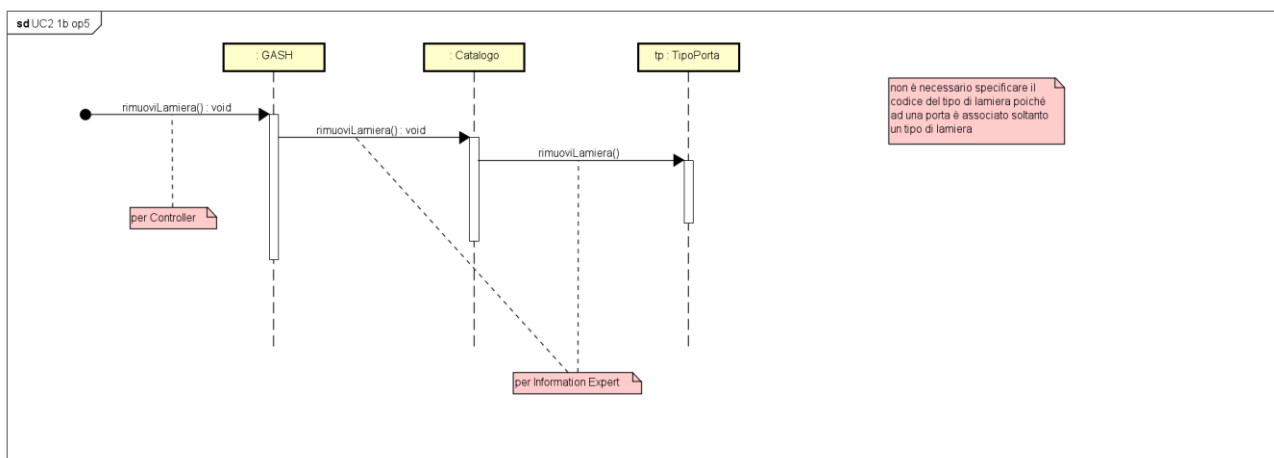 sd UC2 1b op5
: GASH
: Catalogo
tp : TipoPorta
non è necessario specificare il
codice del tipo di lamiera poiché
ad una porta è associato soltanto
un tipo di lamiera
rimuoviLamiera() : void
rimuoviLamiera() : void
rimuoviLamiera()
per Controller
per Information Expert